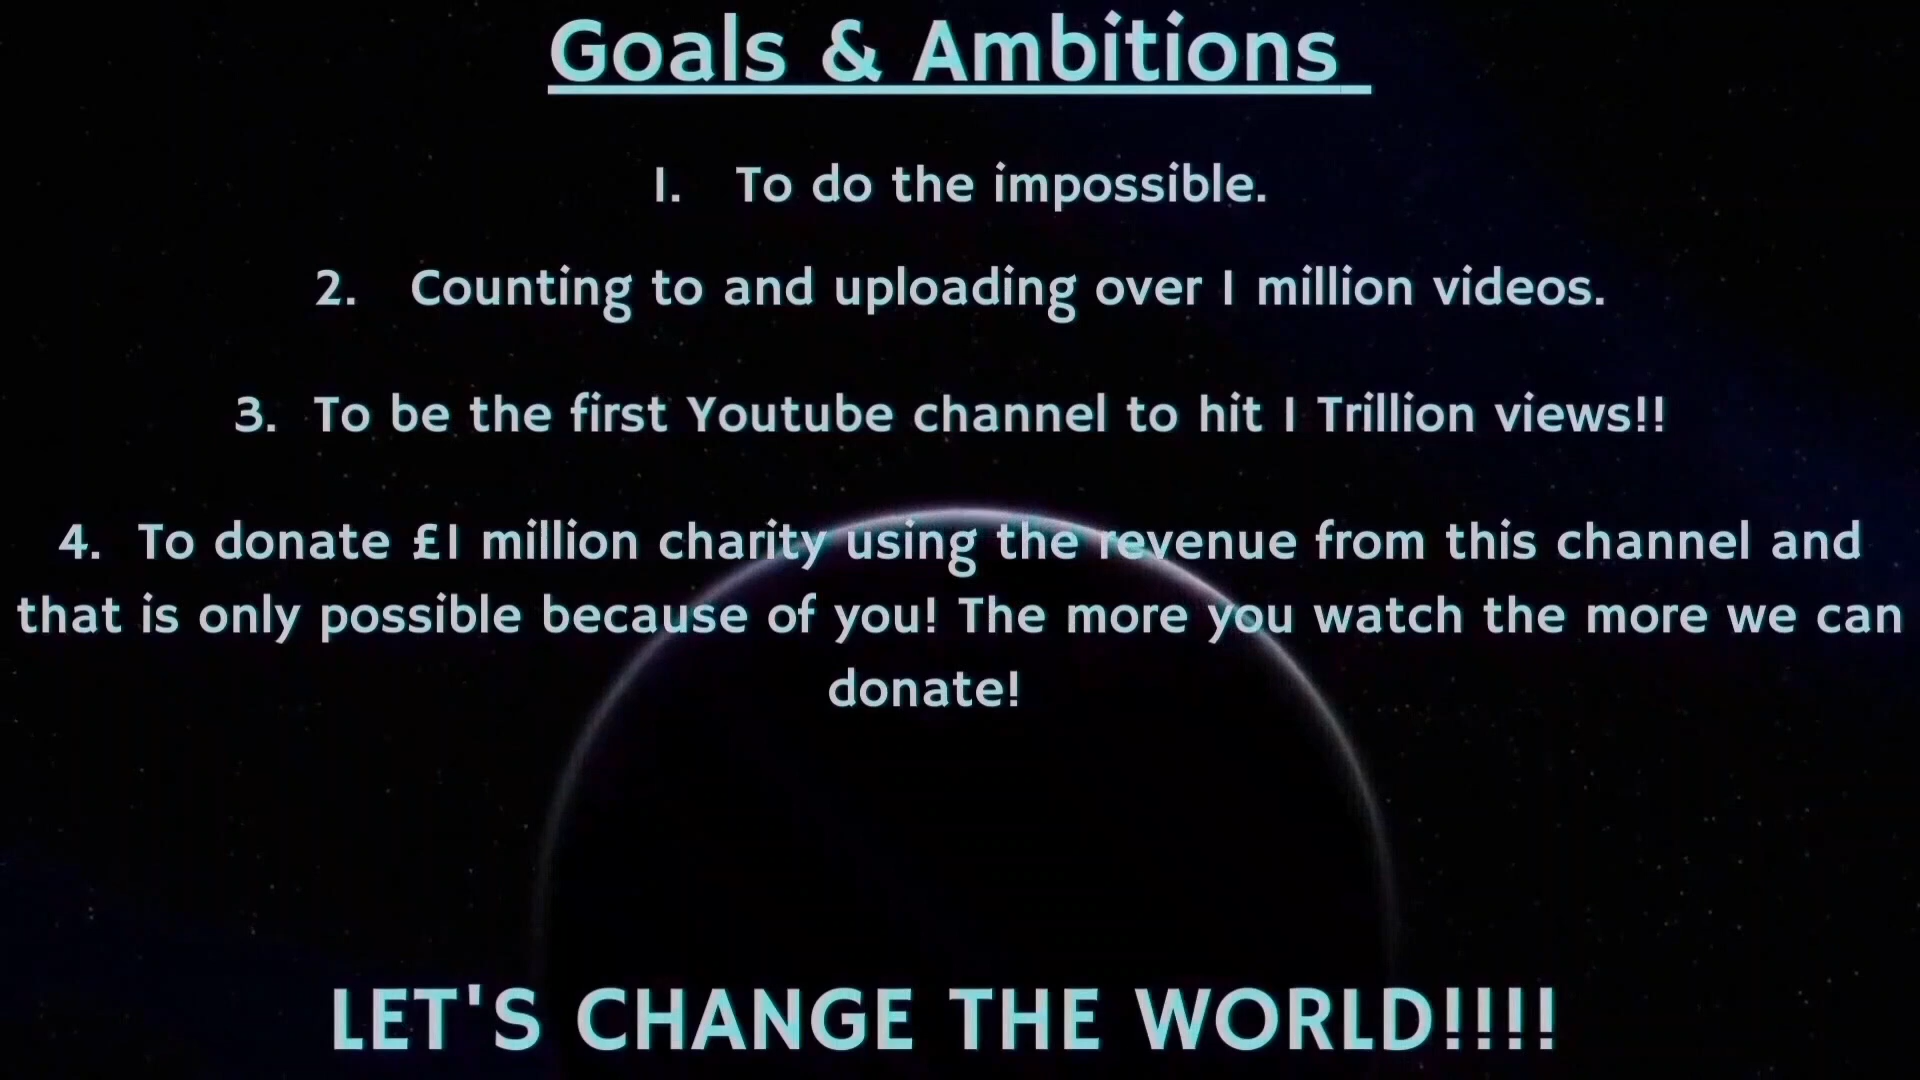 Goals & Ambitions
1. To do the impossible.
2. Counting to and uploading over 1 million videos.
3. To be the first Youtube channel to hit 1 Trillion views!!
4. To donate £1 million charity using the revenue from this channel and
that is only possible because of you! The more you watch the more we can
donate!
LET'S CHANGE THE WORLD!!!!